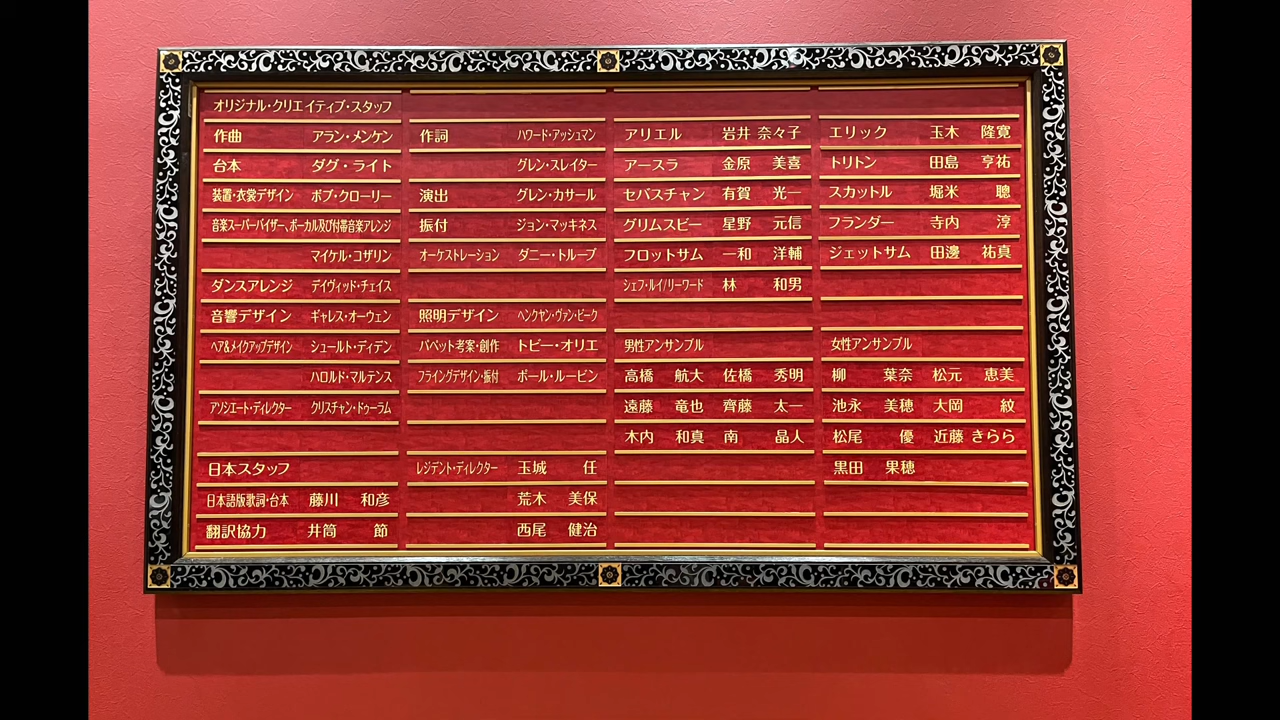 オリジナル・クリエイティブ・スタッフ
作曲 アラン・メンケン
台本 ダグ・ライト
装置・衣裳デザイン ボブ・クローリー
音楽スーパーバイザー、ボーカル及び付帯音楽アレンジ
マイケル・コザリン
ダンスアレンジ デイヴィッド・チェイス
音響デザイン ギャレス・オーウェン
ヘア&メイクアップデザイン シュールト・ディデン
ハロルド・マルテンス
アソシエート・ディレクター クリスチャン・ドゥーラム
日本スタッフ
日本語版歌詞・台本 藤川 和彦
翻訳協力 井筒 節
作詞 ハワード・アッシュマン
グレン・スレイター
演出 グレン・カサール
振付 ジョン・マッキネス
オーケストレーション ダニー・トルーブ
照明デザイン ヘンクヤン・ヴァン・ビーク
パペット考案・創作 トビー・オリエ
フライングデザイン・振付 ポール・ルービン
レジデント・ディレクター 玉城 任
荒木 美保
西尾 健治
アリエル 岩井 奈々子
アースラ 金原 美喜
セバスチャン 有賀 光一
グリムスビー 星野 元信
フロットサム 一和 洋輔
シェフ・ルイ/リーワード 林 和男
男性アンサンブル
高橋 航大 佐橋 秀明
遠藤 竜也 齊藤 太一
木内 和真 南 晶人
エリック 玉木 隆寛
トリトン 田島 亨祐
スカットル 堀米 聰
フランダー 寺内 淳
ジェットサム 田邊 祐真
女性アンサンブル
柳 葉奈 松元 恵美
池永 美穂 大岡 紋
松尾 優 近藤 きらら
黒田 果穂